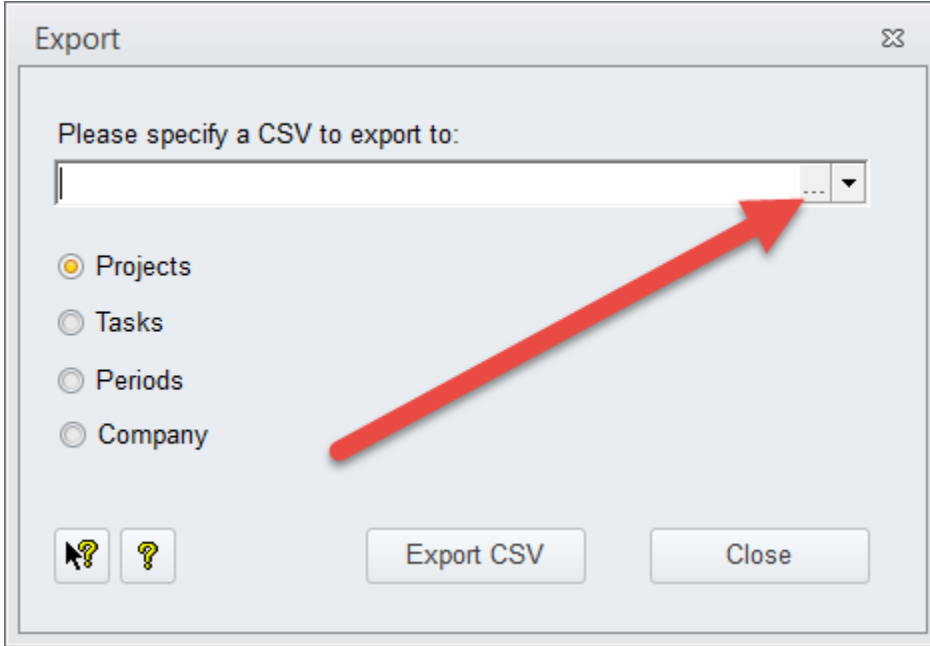 Export
Please specify a CSV to export to:
...
Projects
Tasks
Periods
Company
? ? Export CSV Close